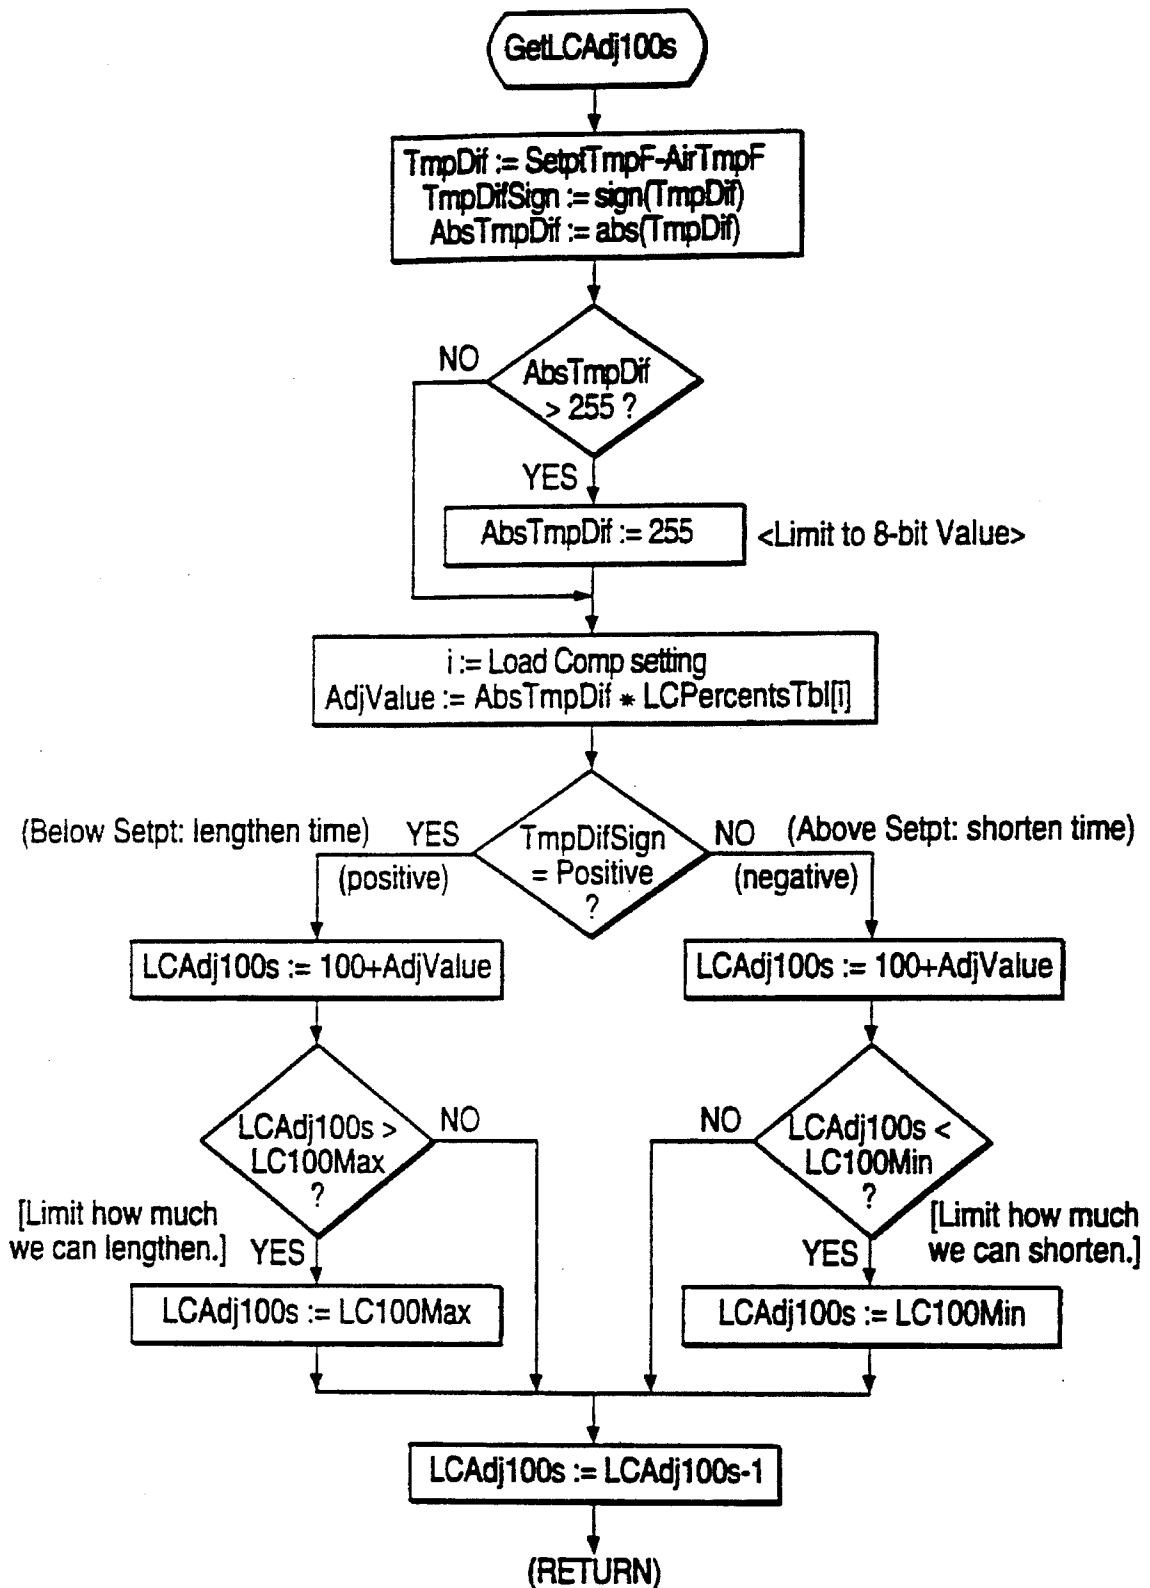 GetLCAdj100s
TmpDif := SetptTmpF-AirTmpF
TmpDifSign := sign(TmpDif)
AbsTmpDif := abs(TmpDif)
NO
AbsTmpDif
> 255 ?
YES
AbsTmpDif := 255
<Limit to 8-bit Value>
i := Load Comp setting
AdjValue := AbsTmpDif * LCPercentsTbl[i]
(Below Setpt: lengthen time)
YES
(positive)
TmpDifSign
= Positive
?
NO
(Above Setpt: shorten time)
(negative)
LCAdj100s := 100+AdjValue
LCAdj100s := 100+AdjValue
LCAdj100s >
LC100Max
?
NO
NO
LCAdj100s <
LC100Min
?
[Limit how much
we can lengthen.]
YES
YES
[Limit how much
we can shorten.]
LCAdj100s := LC100Max
LCAdj100s := LC100Min
LCAdj100s := LCAdj100s-1
(RETURN)